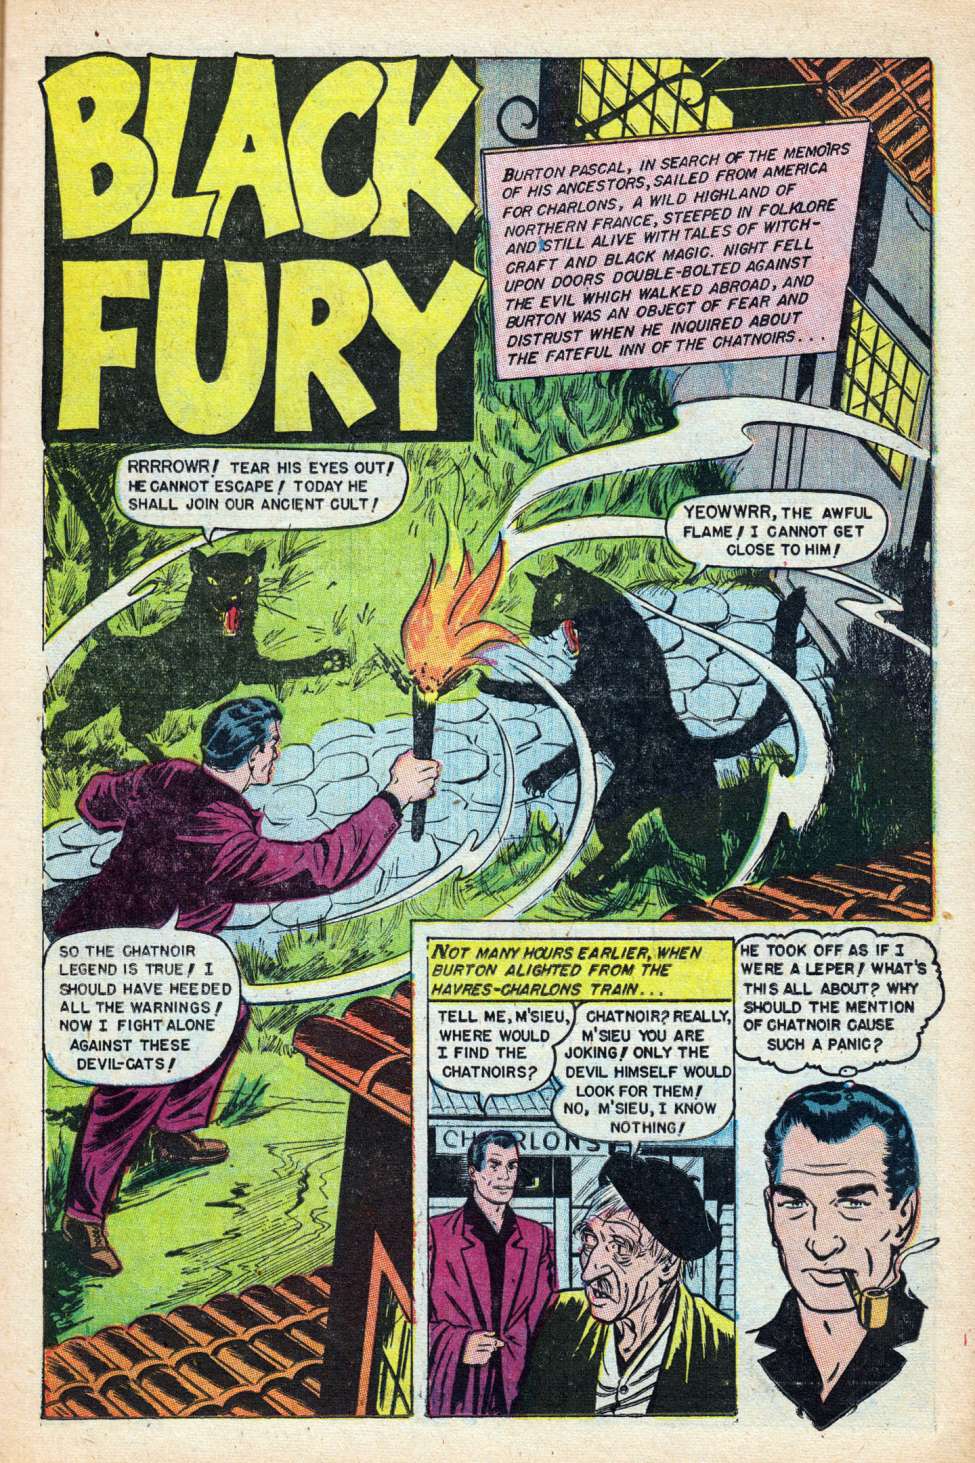 BLACK
FURY
BURTON PASCAL, IN SEARCH OF THE MEMOIRS
OF HIS ANCESTORS, SAILED FROM AMERICA
FOR CHARLONS, A WILD HIGHLAND OF
NORTHERN FRANCE, STEEPED IN FOLKLORE
AND STILL ALIVE WITH TALES OF WITCH-
CRAFT AND BLACK MAGIC. NIGHT FELL
UPON DOORS DOUBLE-BOLTED AGAINST
THE EVIL WHICH WALKED ABROAD, AND
BURTON WAS AN OBJECT OF FEAR AND
DISTRUST WHEN HE INQUIRED ABOUT
THE FATEFUL INN OF THE CHATNOIRS...
RRRROWR! TEAR HIS EYES OUT!
HE CANNOT ESCAPE! TODAY HE
SHALL JOIN OUR ANCIENT CULT!
YEOWWRR, THE AWFUL
FLAME! I CANNOT GET
CLOSE TO HIM!
SO THE CHATNOIR
LEGEND IS TRUE! I
SHOULD HAVE HEEDED
ALL THE WARNINGS!
NOW I FIGHT ALONE
AGAINST THESE
DEVIL-CATS!
NOT MANY HOURS EARLIER, WHEN
BURTON ALIGHTED FROM THE
HAVRES-CHARLONS TRAIN...
TELL ME, M'SIEU,
WHERE WOULD
I FIND THE
CHATNOIRS?
CHATNOIR? REALLY,
M'SIEU YOU ARE
JOKING! ONLY THE
DEVIL HIMSELF WOULD
LOOK FOR THEM!
NO, M'SIEU, I KNOW
NOTHING!
CHARLONS
HE TOOK OFF AS IF I
WERE A LEPER! WHAT'S
THIS ALL ABOUT? WHY
SHOULD THE MENTION
OF CHATNOIR CAUSE
SUCH A PANIC?